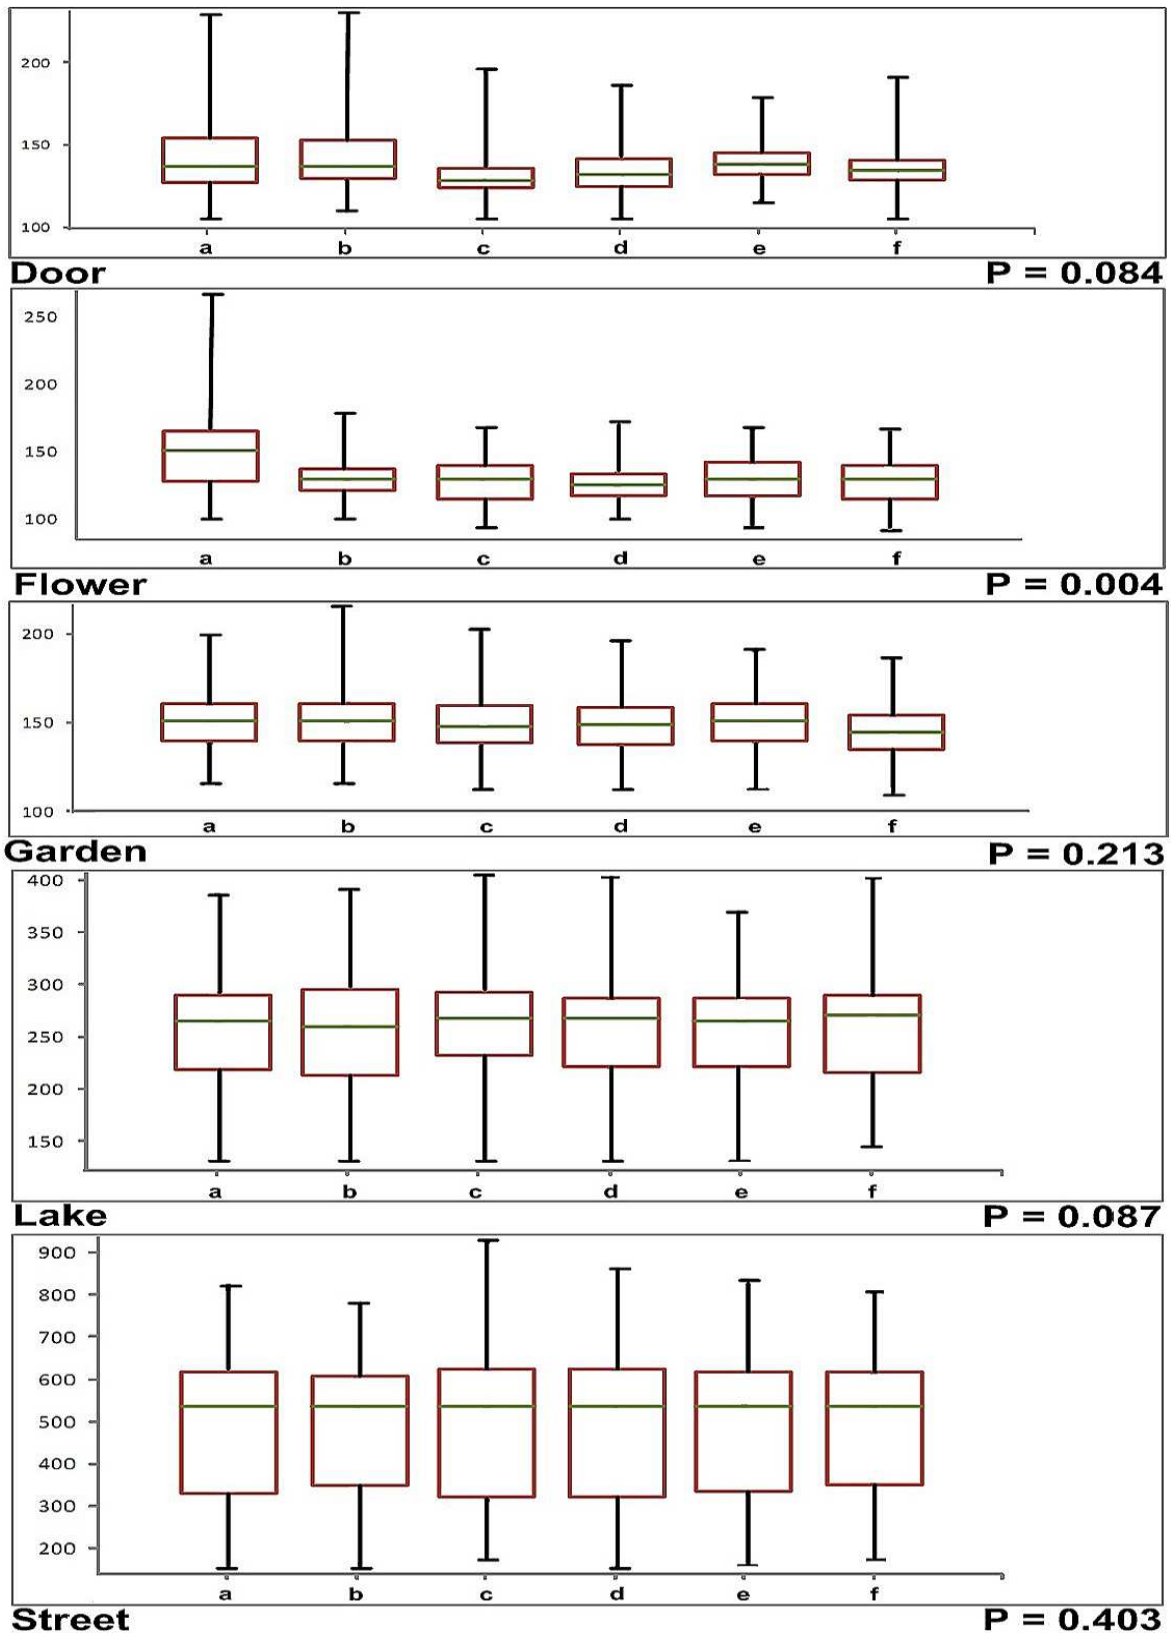 200
150
100
a b c d e f
Door P = 0.084
250
200
150
100
a b c d e f
Flower P = 0.004
200
150
100
a b c d e f
Garden P = 0.213
400
350
300
250
200
150
a b c d e f
Lake P = 0.087
900
800
700
600
500
400
300
200
a b c d e f
Street P = 0.403